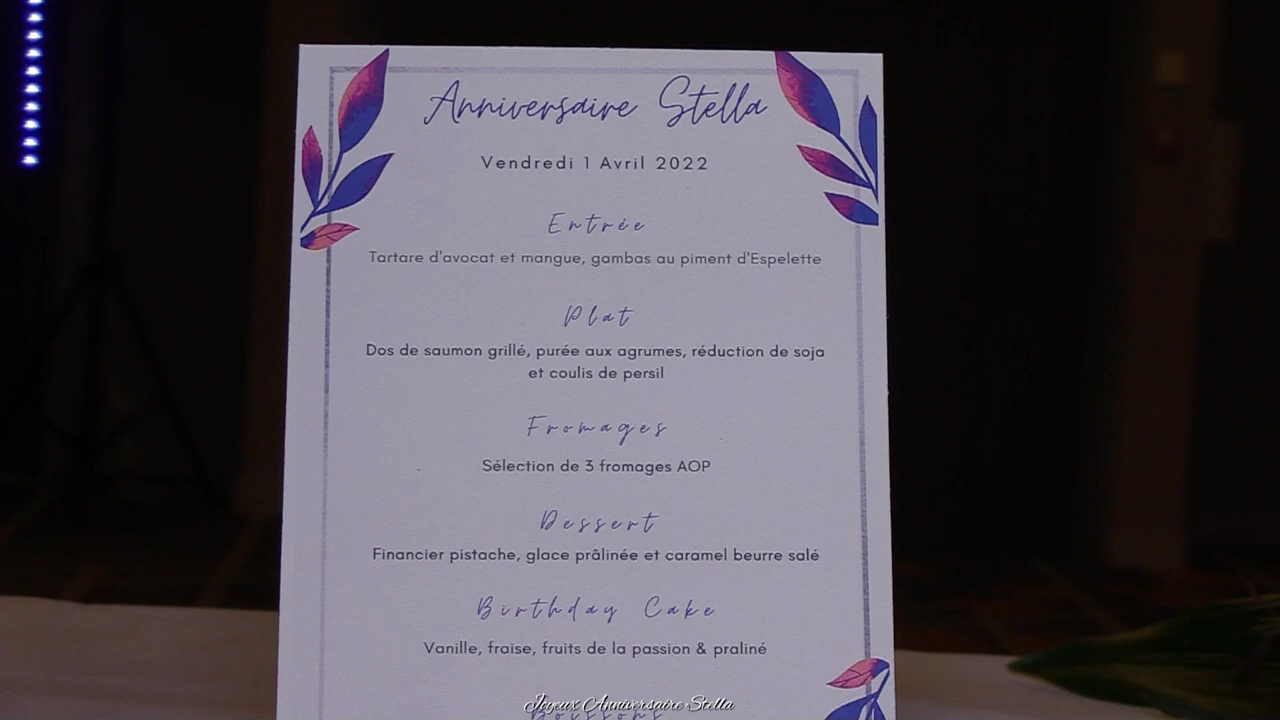 Anniversaire Stella
Vendredi 1 Avril 2022
Entrée
Tartare d'avocat et mangue, gambas au piment d'Espelette
Plat
Dos de saumon grillé, purée aux agrumes, réduction de soja
et coulis de persil
Fromages
Sélection de 3 fromages AOP
Dessert
Financier pistache, glace prâlinée et caramel beurre salé
Birthday Cake
Vanille, fraise, fruits de la passion & praliné
Joyeux Anniversaire Stella
Boissons